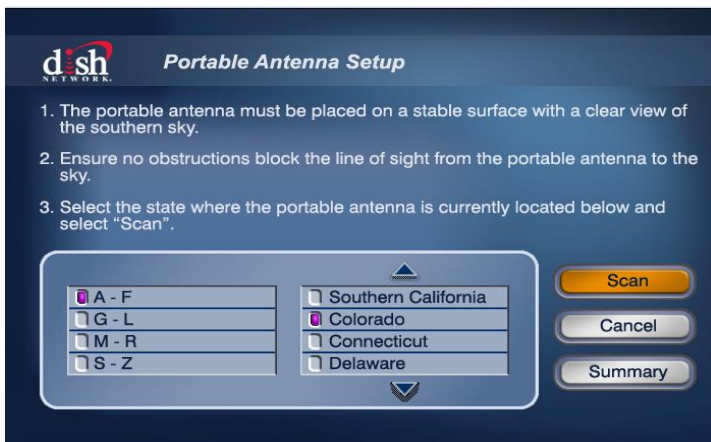 dish
NETWORK.
Portable Antenna Setup
1. The portable antenna must be placed on a stable surface with a clear view of
the southern sky.
2. Ensure no obstructions block the line of sight from the portable antenna to the
sky.
3. Select the state where the portable antenna is currently located below and
select “Scan”.
A - F
G - L
M - R
S - Z
Southern California
Colorado
Connecticut
Delaware
Scan
Cancel
Summary